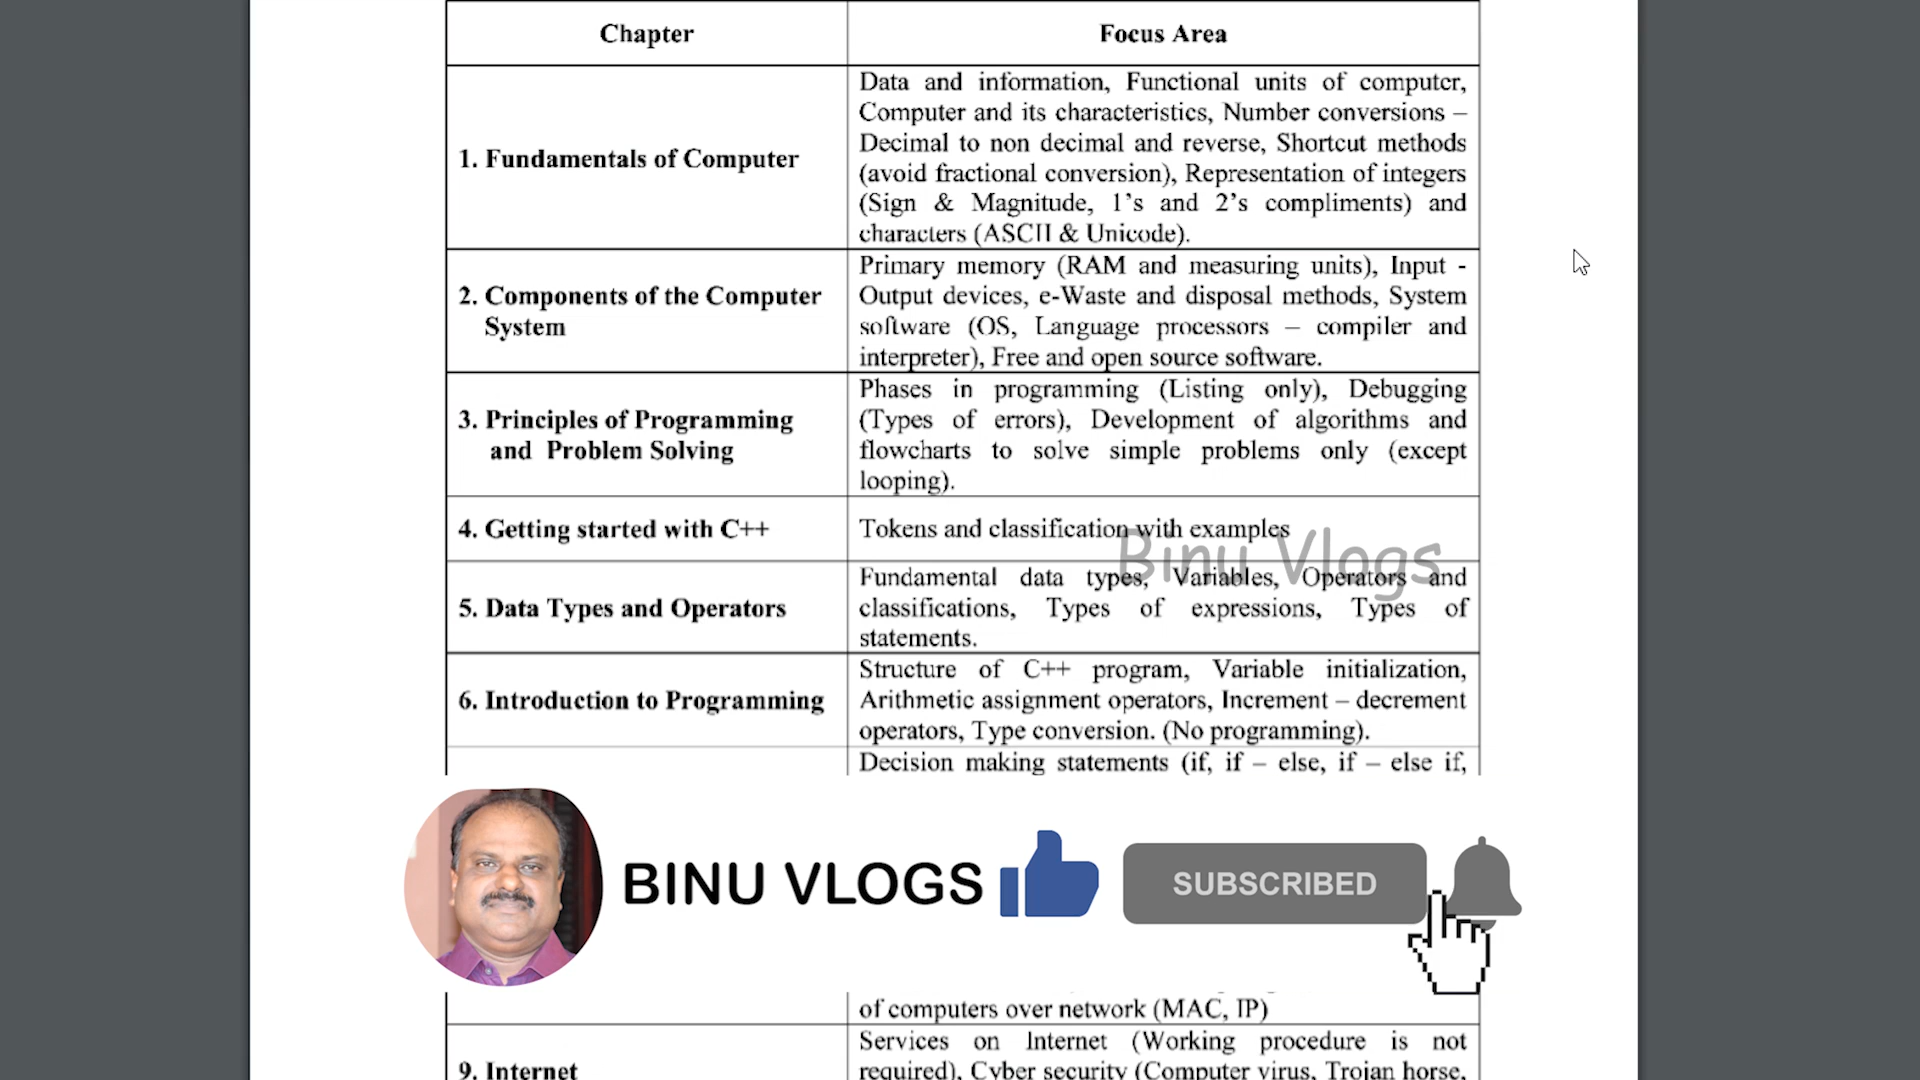 Chapter
Focus Area
1. Fundamentals of Computer
Data and information, Functional units of computer,
Computer and its characteristics, Number conversions –
Decimal to non decimal and reverse, Shortcut methods
(avoid fractional conversion), Representation of integers
(Sign & Magnitude, 1's and 2's compliments) and
characters (ASCII & Unicode).
2. Components of the Computer
System
Primary memory (RAM and measuring units), Input -
Output devices, e-Waste and disposal methods, System
software (OS, Language processors – compiler and
interpreter), Free and open source software.
3. Principles of Programming
and Problem Solving
Phases in programming (Listing only), Debugging
(Types of errors), Development of algorithms and
flowcharts to solve simple problems only (except
looping).
4. Getting started with C++
Tokens and classification with examples
Binu Vlogs
5. Data Types and Operators
Fundamental data types, Variables, Operators and
classifications, Types of expressions, Types of
statements.
6. Introduction to Programming
Structure of C++ program, Variable initialization,
Arithmetic assignment operators, Increment – decrement
operators, Type conversion. (No programming).
Decision making statements (if, if – else, if – else if,
BINU VLOGS
SUBSCRIBED
of computers over network (MAC, IP)
9. Internet
Services on Internet (Working procedure is not
required), Cyber security (Computer virus, Trojan horse,